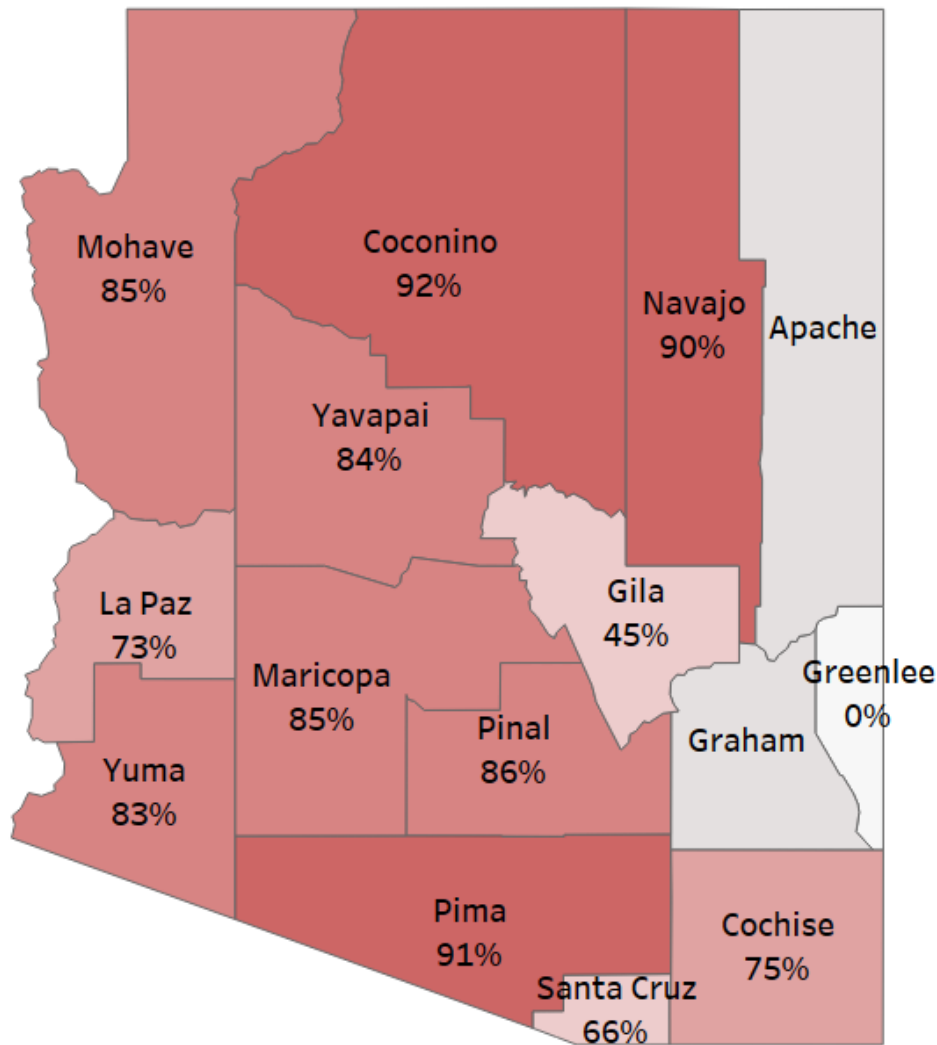 Mohave
85%
Coconino
92%
Navajo
90%
Apache
Yavapai
84%
La Paz
73%
Gila
45%
Maricopa
85%
Greenlee
0%
Pinal
86%
Graham
Yuma
83%
Pima
91%
Cochise
75%
Santa Cruz
66%